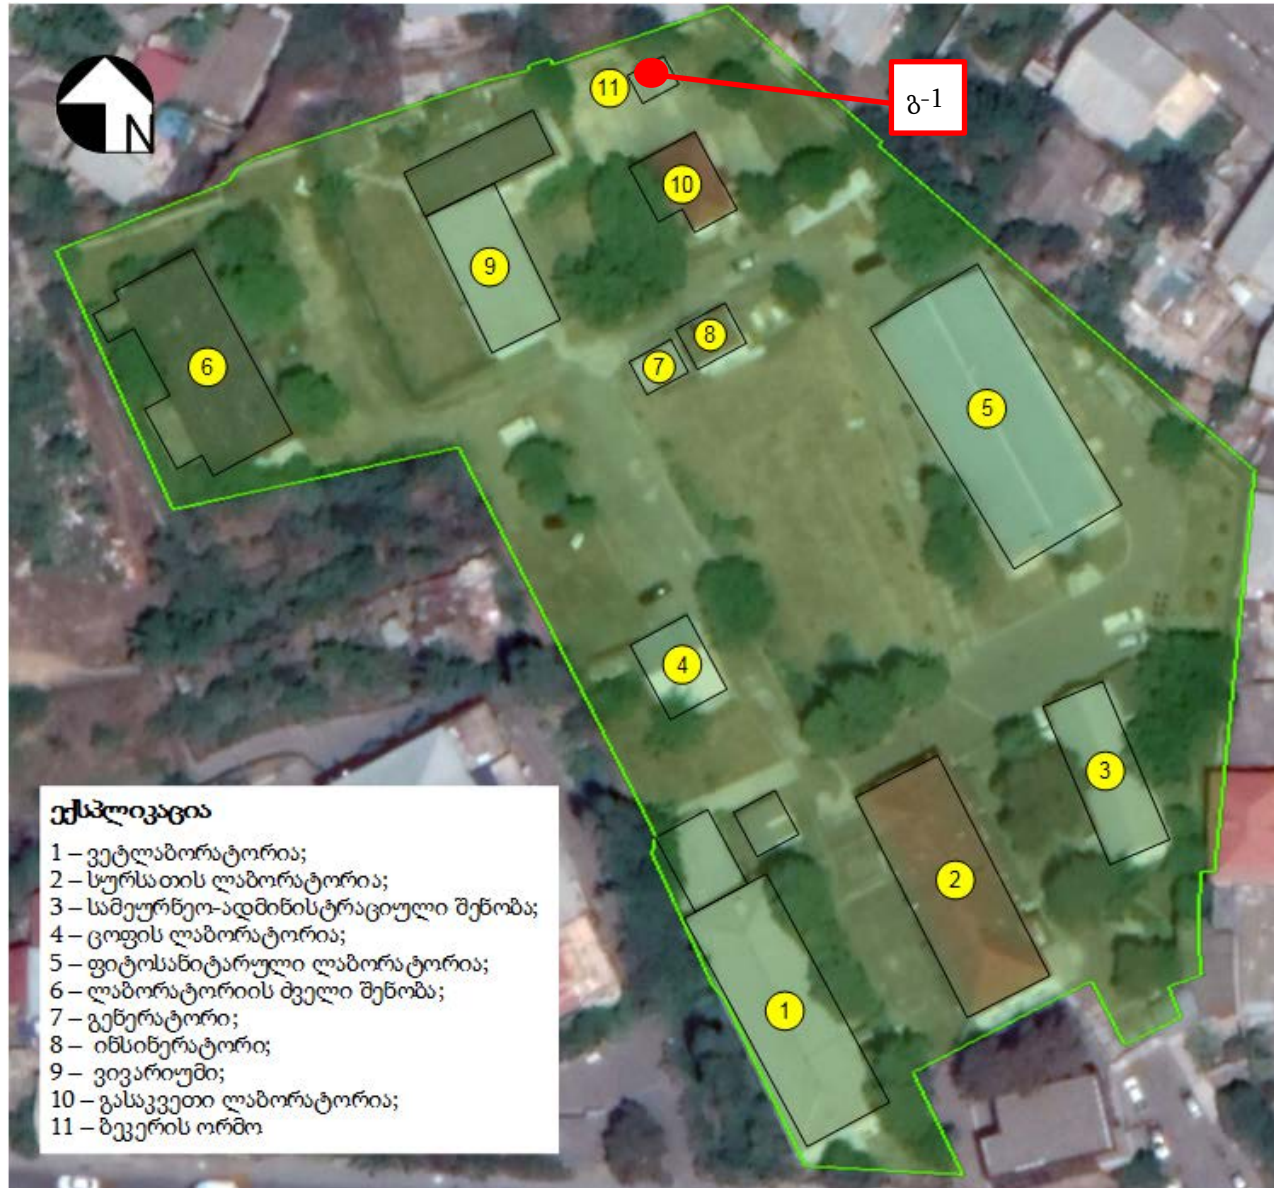 N
11
გ-1
10
9
8
7
6
5
4
3
2
1
ექსპლიკაცია
1 – ვეტლაბორატორია;
2 – სურსათის ლაბორატორია;
3 – სამეურნეო-ადმინისტრაციული შენობა;
4 – ცოფის ლაბორატორია;
5 – ფიტოსანიტარული ლაბორატორია;
6 – ლაბორატორიის ძველი შენობა;
7 – გენერატორი;
8 – ინსინერატორი;
9 – ვივარიუმი;
10 – გასაკვეთი ლაბორატორია;
11 – ბეკერის ორმო